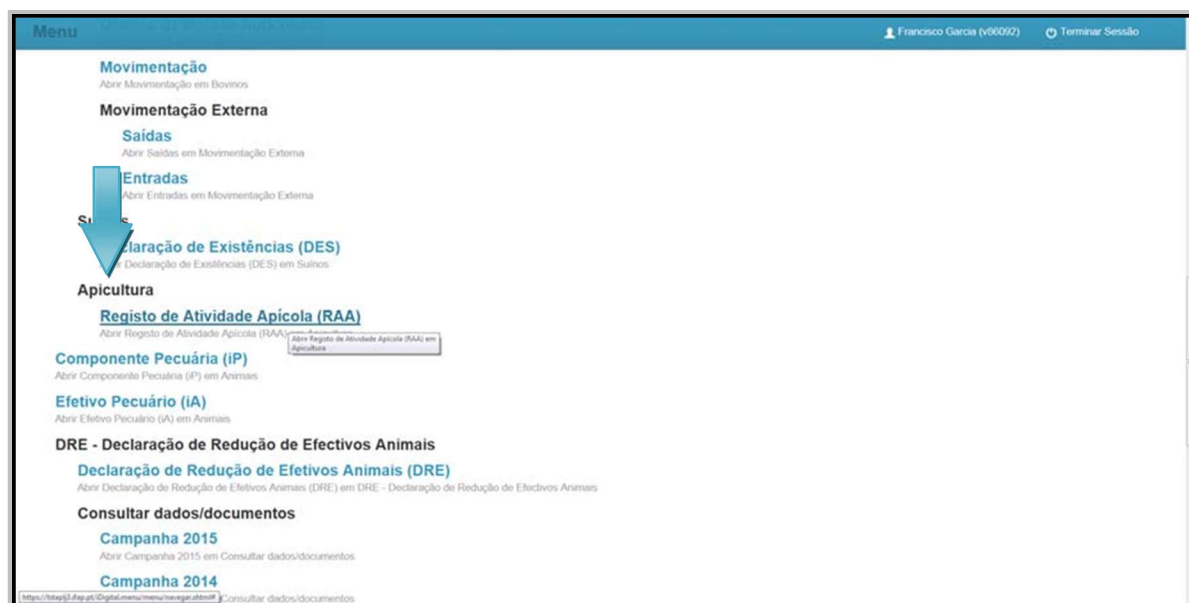 Menu
Francisco Garcia (v86092)
Terminar Sessão
Movimentação
Abrir Movimentação em Bovinos
Movimentação Externa
Saídas
Abrir Saídas em Movimentação Externa
Entradas
Abrir Entradas em Movimentação Externa
claração de Existências (DES)
Declaração de Existências (DES) em Suínos
Apicultura
Registo de Atividade Apícola (RAA)
Abrir Registo de Atividade Apícola (RAA)
Abrir Registo de Atividade Apícola (RAA) em
Apicultura
Componente Pecuária (iP)
Abrir Componente Pecuária (iP) em Animais
Efetivo Pecuário (iA)
Abrir Efetivo Pecuário (iA) em Animais
DRE - Declaração de Redução de Efectivos Animais
Declaração de Redução de Efetivos Animais (DRE)
Abrir Declaração de Redução de Efetivos Animais (DRE) em DRE - Declaração de Redução de Efectivos Animais
Consultar dados/documentos
Campanha 2015
Abrir Campanha 2015 em Consultar dados/documentos
Campanha 2014
Consultar dados/documentos